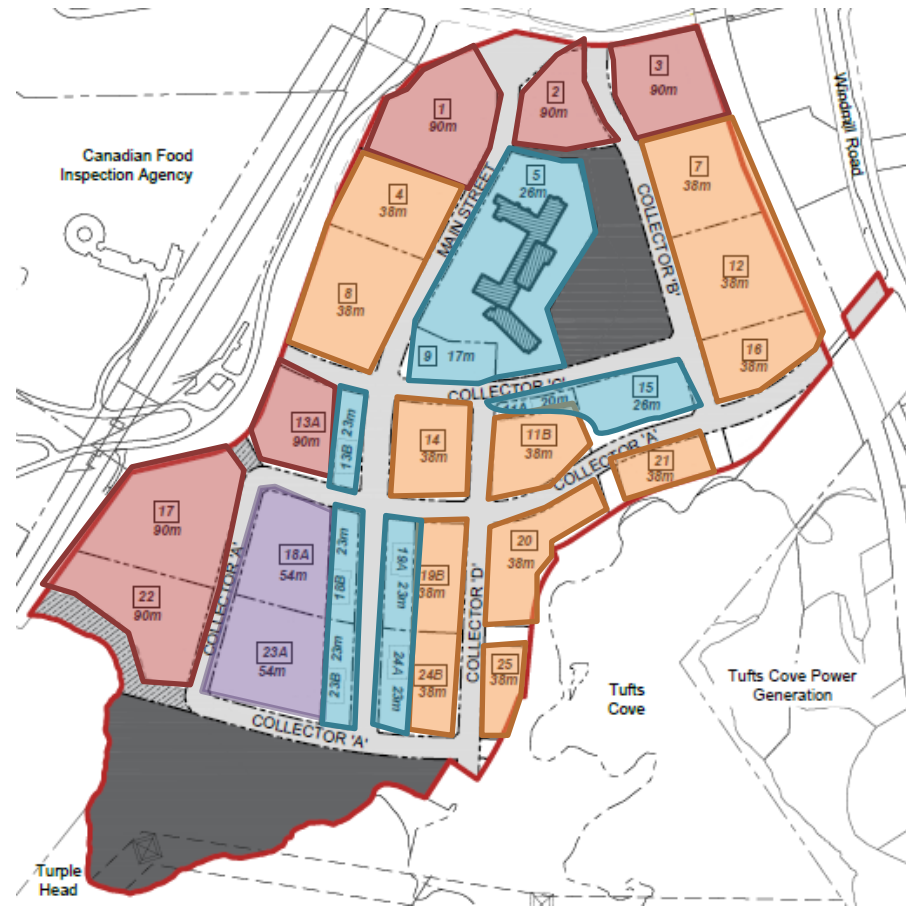 1
90m
2
90m
3
90m
Windmill Road
Canadian Food
Inspection Agency
4
38m
MAIN STREET
5
26m
7
38m
COLLECTOR 'B'
8
38m
12
38m
9 17m
16
38m
COLLECTOR 'C'
15
26m
11A 20m
13A
90m
13B 23m
14
38m
11B
38m
COLLECTOR 'A'
21
38m
17
90m
18A
54m
18B 23m
19A 23m
19B
38m
20
38m
22
90m
COLLECTOR 'A'
COLLECTOR 'D'
23A
54m
23B 23m
24A 23m
24B
38m
25
38m
COLLECTOR 'A'
Tufts
Cove
Tufts Cove Power
Generation
Turple
Head